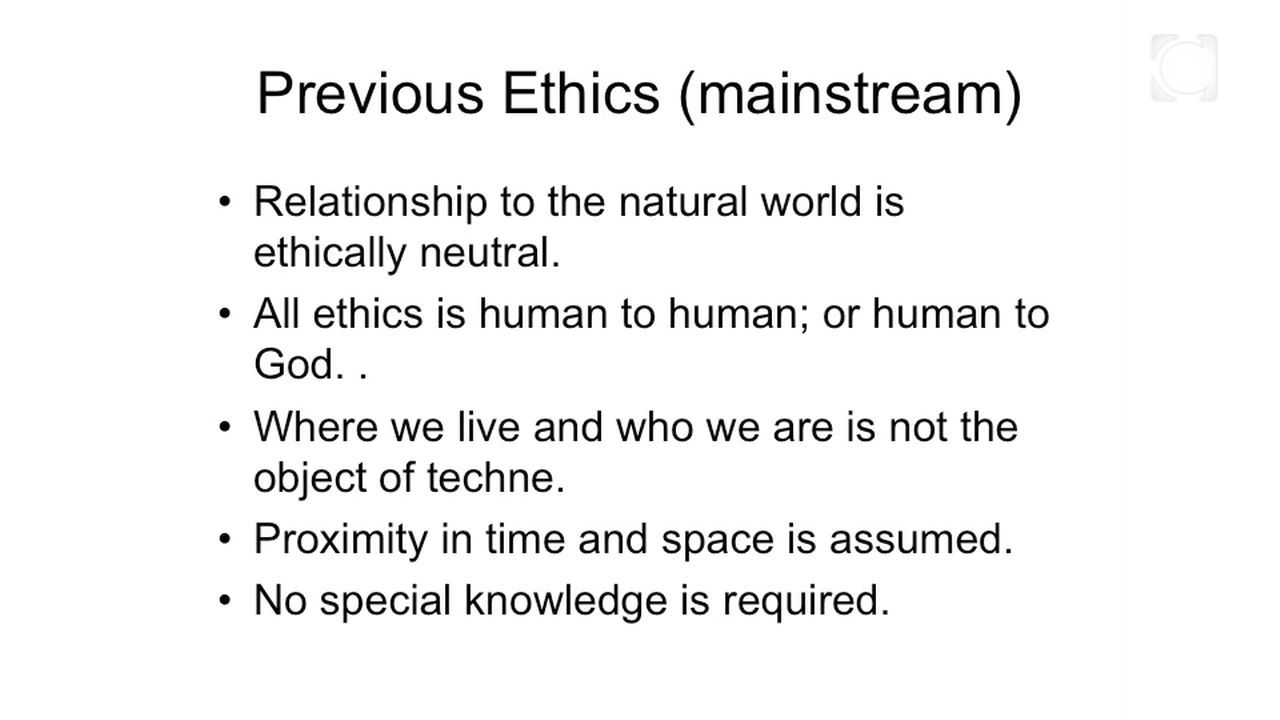 Previous Ethics (mainstream)
• Relationship to the natural world is
ethically neutral.
• All ethics is human to human; or human to
God. .
• Where we live and who we are is not the
object of techne.
• Proximity in time and space is assumed.
• No special knowledge is required.